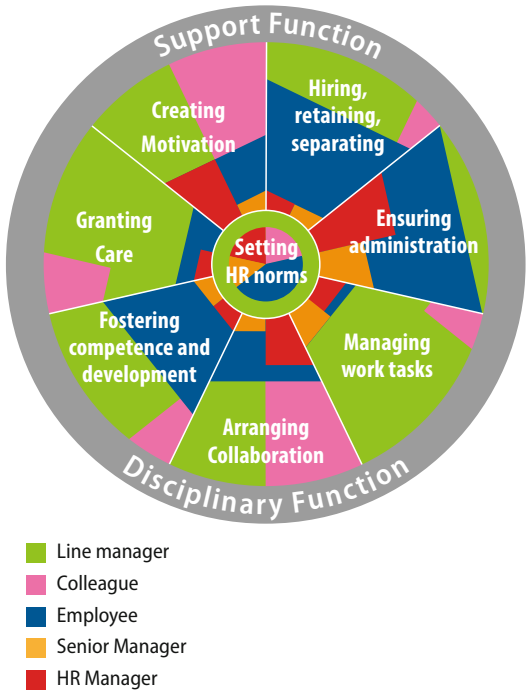 Support Function
Creating
Motivation
Hiring,
retaining,
separating
Granting
Care
Setting
HR norms
Ensuring
administration
Fostering
competence and
development
Managing
work tasks
Arranging
Collaboration
Disciplinary Function
Line manager
Colleague
Employee
Senior Manager
HR Manager